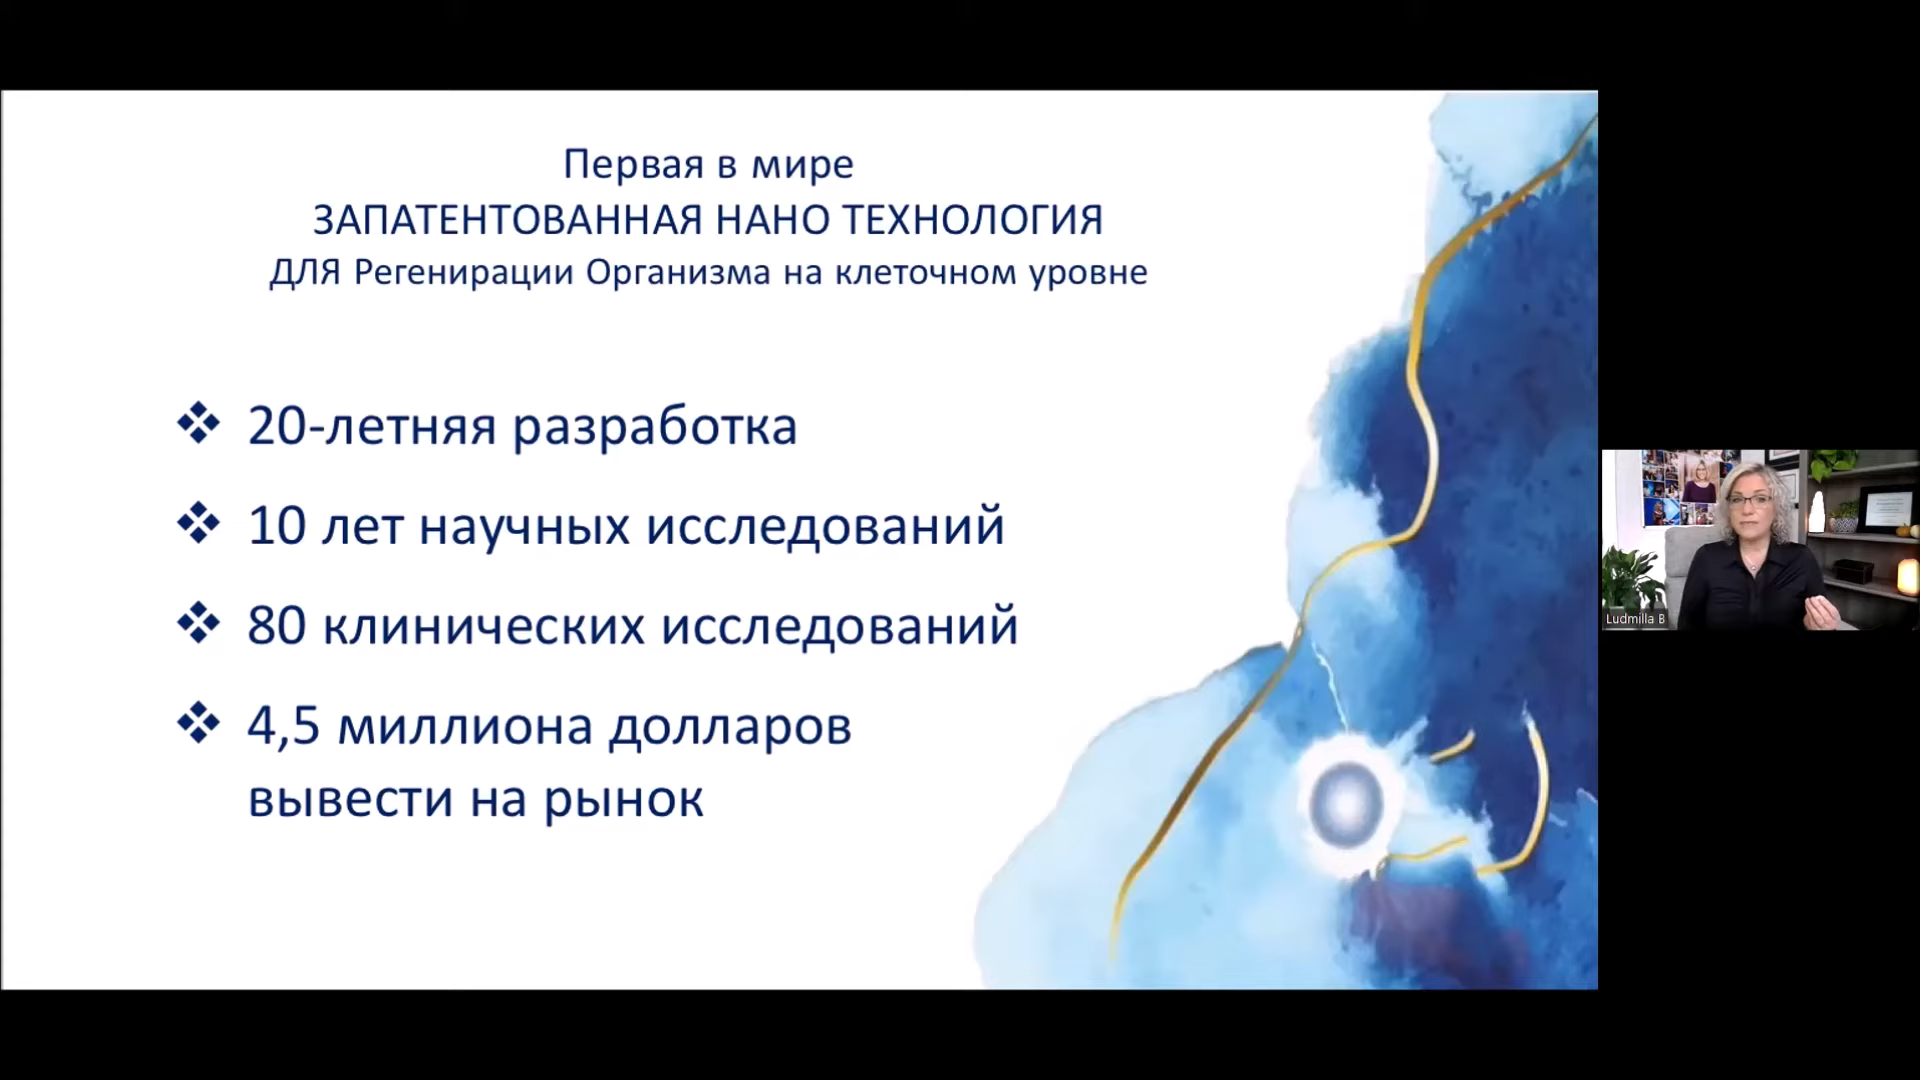 Первая в мире
ЗАПАТЕНТОВАННАЯ НАНО ТЕХНОЛОГИЯ
ДЛЯ Регенирации Организма на клеточном уровне
❖ 20-летняя разработка
❖ 10 лет научных исследований
❖ 80 клинических исследований
❖ 4,5 миллиона долларов
вывести на рынок
Ludmilla B